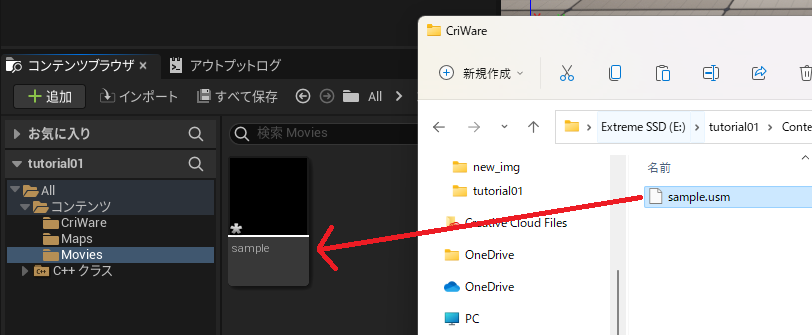 コンテンツブラウザ
アウトプットログ
追加
インポート
すべて保存
All
お気に入り
検索 Movies
tutorial01
All
コンテンツ
CriWare
Maps
Movies
C++ クラス
sample
CriWare
新規作成
Extreme SSD (E:)
tutorial01
Conte
new_img
tutorial01
Creative Cloud Files
OneDrive
OneDrive
PC
名前
sample.usm